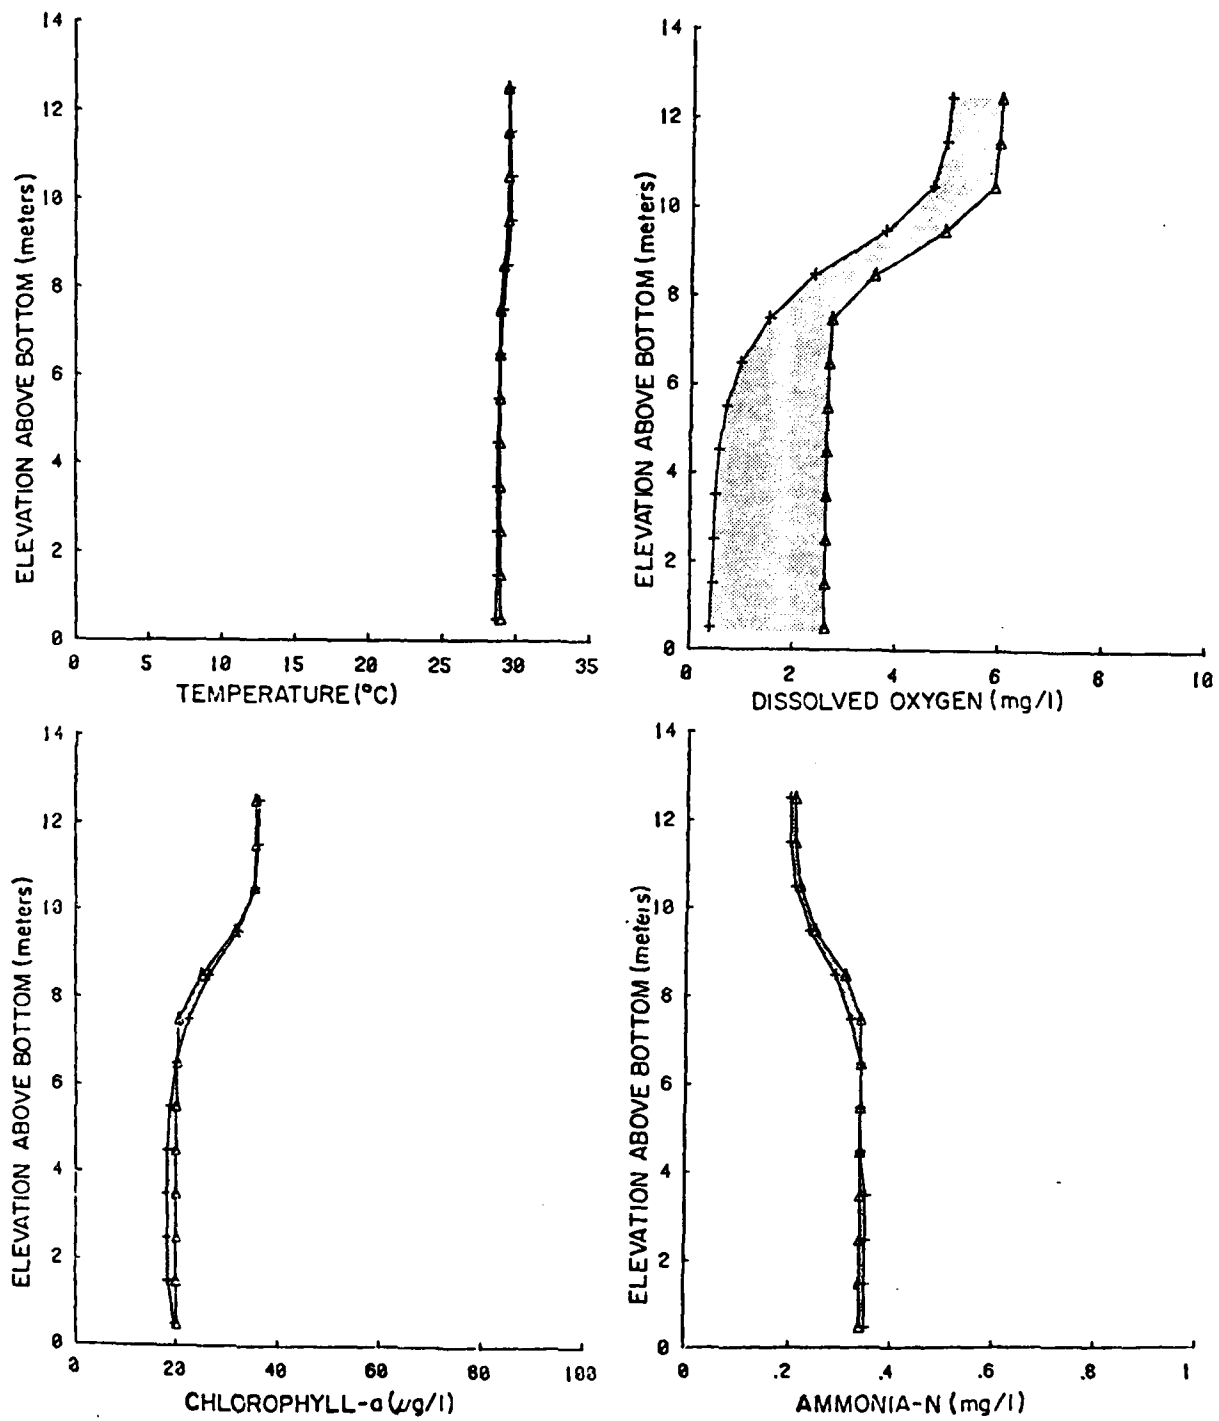 14
12
10
8
6
4
2
0
ELEVATION ABOVE BOTTOM (meters)
0 5 10 15 20 25 30 35
TEMPERATURE (°C)
14
12
10
8
6
4
2
0
ELEVATION ABOVE BOTTOM (meters)
0 2 4 6 8 10
DISSOLVED OXYGEN (mg/l)
14
12
10
8
6
4
2
0
ELEVATION ABOVE BOTTOM (meters)
0 20 40 60 80 100
CHLOROPHYLL-a (µg/l)
14
12
10
8
6
4
2
0
ELEVATION ABOVE BOTTOM (meters)
0 .2 .4 .6 .8 1
AMMONIA-N (mg/l)